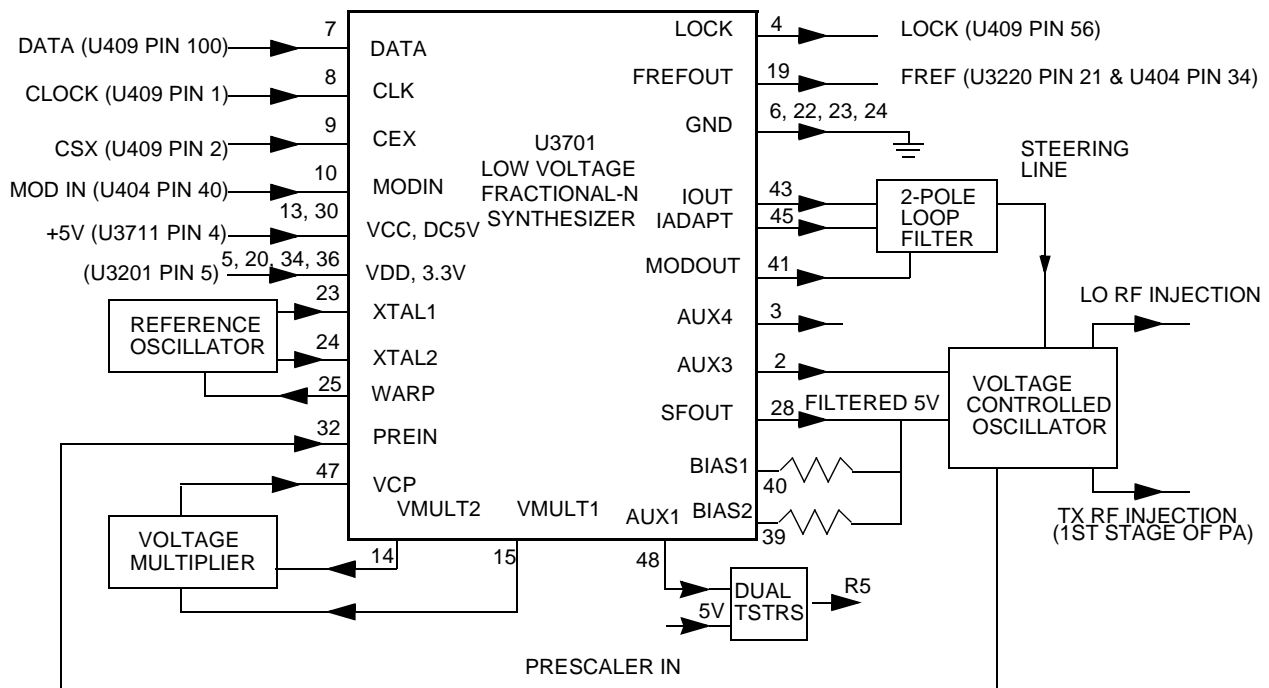 DATA (U409 PIN 100)
7
DATA
CLOCK (U409 PIN 1)
8
CLK
CSX (U409 PIN 2)
9
CEX
MOD IN (U404 PIN 40)
10
MODIN
+5V (U3711 PIN 4)
13, 30
VCC, DC5V
(U3201 PIN 5)
5, 20, 34, 36
VDD, 3.3V
REFERENCE
OSCILLATOR
23
XTAL1
24
XTAL2
25
WARP
32
PREIN
47
VCP
VOLTAGE
MULTIPLIER
VMULT2
14
VMULT1
15
AUX1
48
U3701
LOW VOLTAGE
FRACTIONAL-N
SYNTHESIZER
LOCK
4
LOCK (U409 PIN 56)
FREFOUT
19
FREF (U3220 PIN 21 & U404 PIN 34)
GND
6, 22, 23, 24
IOUT
43
IADAPT
45
MODOUT
41
2-POLE
LOOP
FILTER
STEERING
LINE
AUX4
3
AUX3
2
SFOUT
28
FILTERED 5V
BIAS1
40
BIAS2
39
VOLTAGE
CONTROLLED
OSCILLATOR
LO RF INJECTION
TX RF INJECTION
(1ST STAGE OF PA)
5V
DUAL
TSTRS
R5
PRESCALER IN